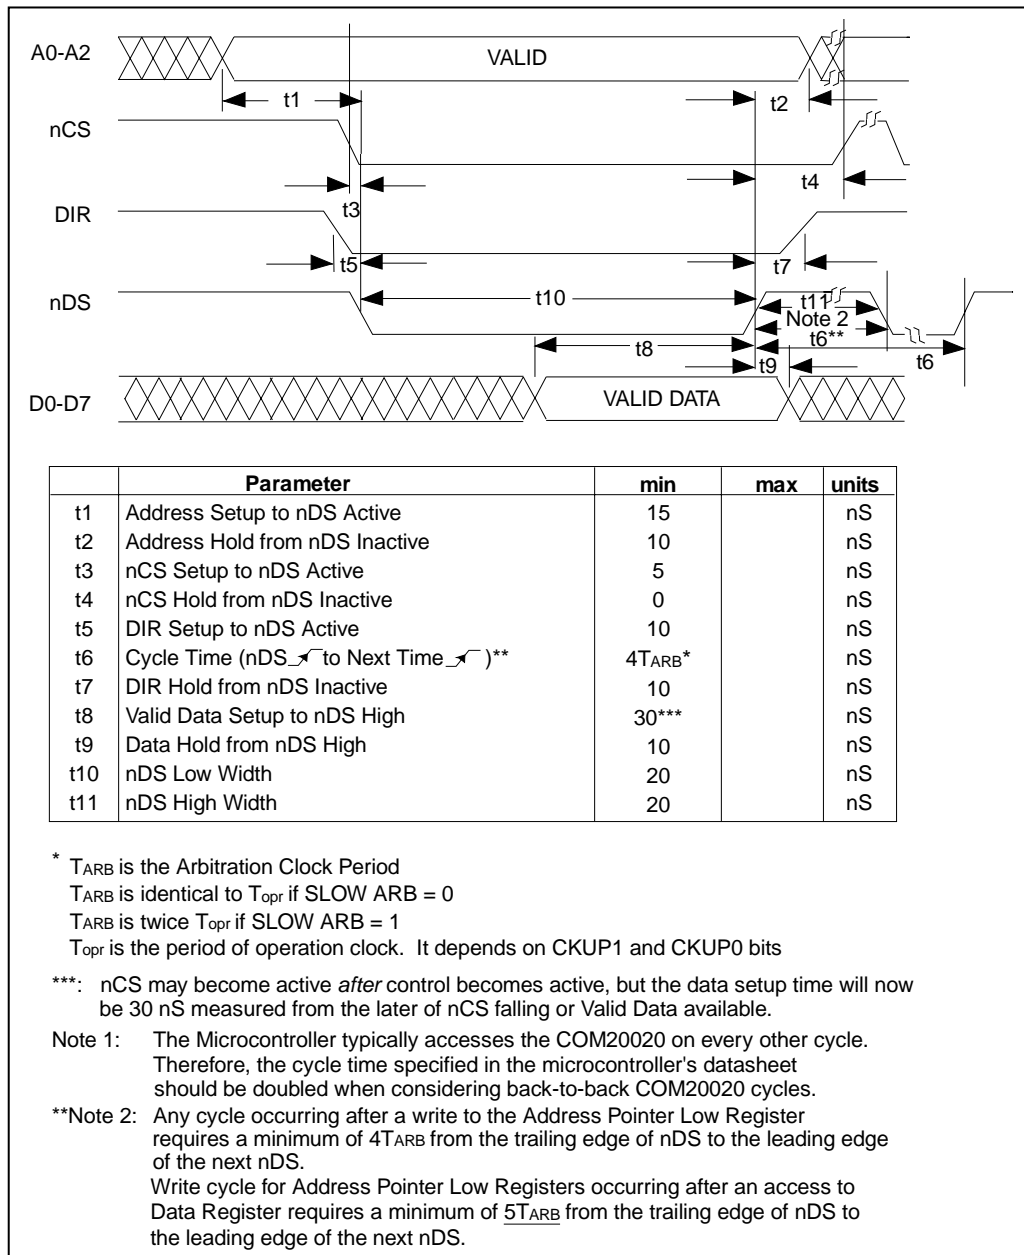 A0-A2
VALID
t1
t2
nCS
t3
t4
DIR
t5
t7
nDS
t10
t11
Note 2
t6**
t8
t9
t6
D0-D7
VALID DATA
Parameter min max units
t1 Address Setup to nDS Active 15 nS
t2 Address Hold from nDS Inactive 10 nS
t3 nCS Setup to nDS Active 5 nS
t4 nCS Hold from nDS Inactive 0 nS
t5 DIR Setup to nDS Active 10 nS
t6 Cycle Time (nDS to Next Time )** 4TARB* nS
t7 DIR Hold from nDS Inactive 10 nS
t8 Valid Data Setup to nDS High 30*** nS
t9 Data Hold from nDS High 10 nS
t10 nDS Low Width 20 nS
t11 nDS High Width 20 nS
* TARB is the Arbitration Clock Period
TARB is identical to Topr if SLOW ARB = 0
TARB is twice Topr if SLOW ARB = 1
Topr is the period of operation clock. It depends on CKUP1 and CKUP0 bits
***: nCS may become active after control becomes active, but the data setup time will now
be 30 nS measured from the later of nCS falling or Valid Data available.
Note 1: The Microcontroller typically accesses the COM20020 on every other cycle.
Therefore, the cycle time specified in the microcontroller's datasheet
should be doubled when considering back-to-back COM20020 cycles.
**Note 2: Any cycle occurring after a write to the Address Pointer Low Register
requires a minimum of 4TARB from the trailing edge of nDS to the leading edge
of the next nDS.
Write cycle for Address Pointer Low Registers occurring after an access to
Data Register requires a minimum of 5TARB from the trailing edge of nDS to
the leading edge of the next nDS.